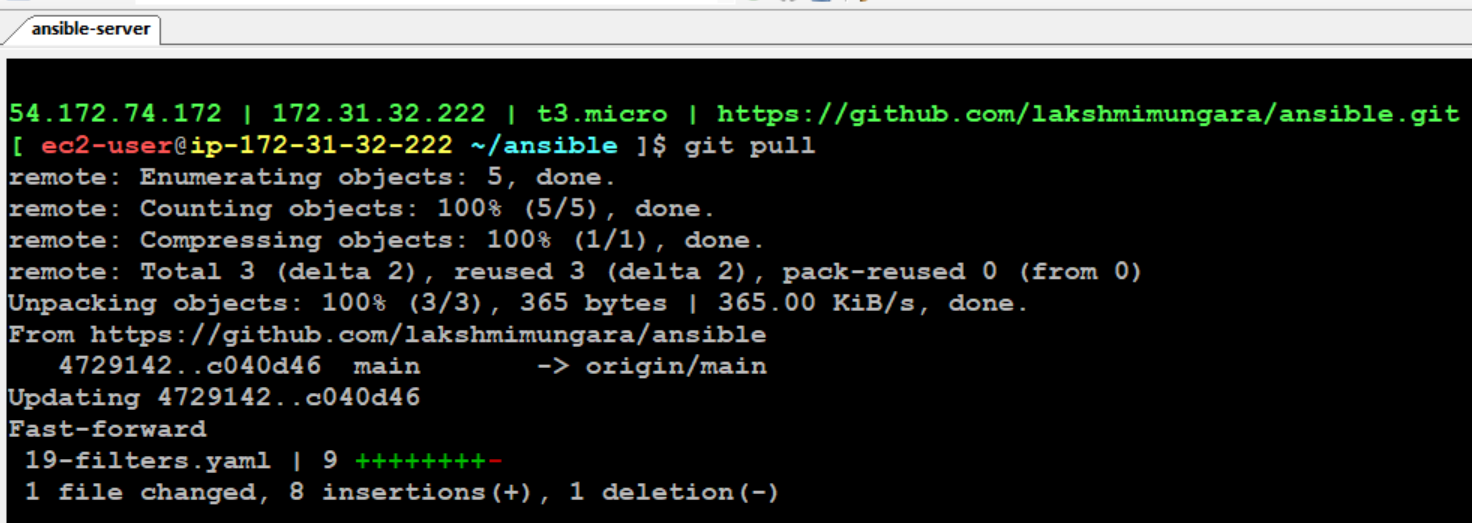 ansible-server
54.172.74.172 | 172.31.32.222 | t3.micro | https://github.com/lakshmimungara/ansible.git
[ ec2-user@ip-172-31-32-222 ~/ansible ]$ git pull
remote: Enumerating objects: 5, done.
remote: Counting objects: 100% (5/5), done.
remote: Compressing objects: 100% (1/1), done.
remote: Total 3 (delta 2), reused 3 (delta 2), pack-reused 0 (from 0)
Unpacking objects: 100% (3/3), 365 bytes | 365.00 KiB/s, done.
From https://github.com/lakshmimungara/ansible
   4729142..c040d46  main       -> origin/main
Updating 4729142..c040d46
Fast-forward
 19-filters.yaml | 9 ++++++++-
 1 file changed, 8 insertions(+), 1 deletion(-)